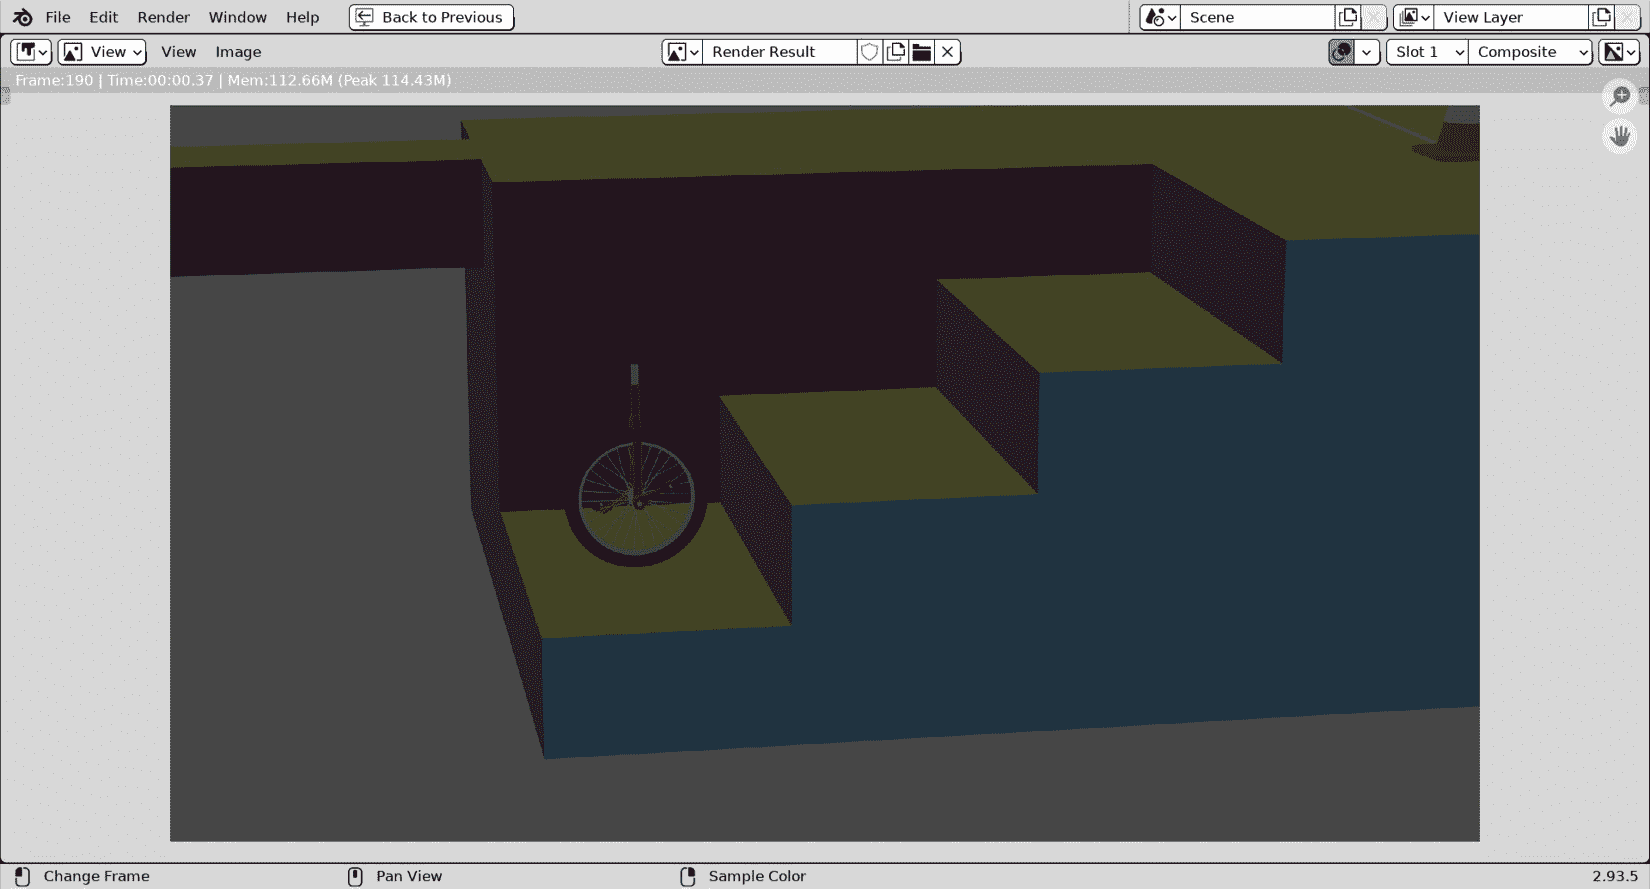 File Edit Render Window Help Back to Previous Scene View Layer
View View Image Render Result Slot 1 Composite
Frame:190 | Time:00:00.37 | Mem:112.66M (Peak 114.43M)
Change Frame Pan View Sample Color 2.93.5